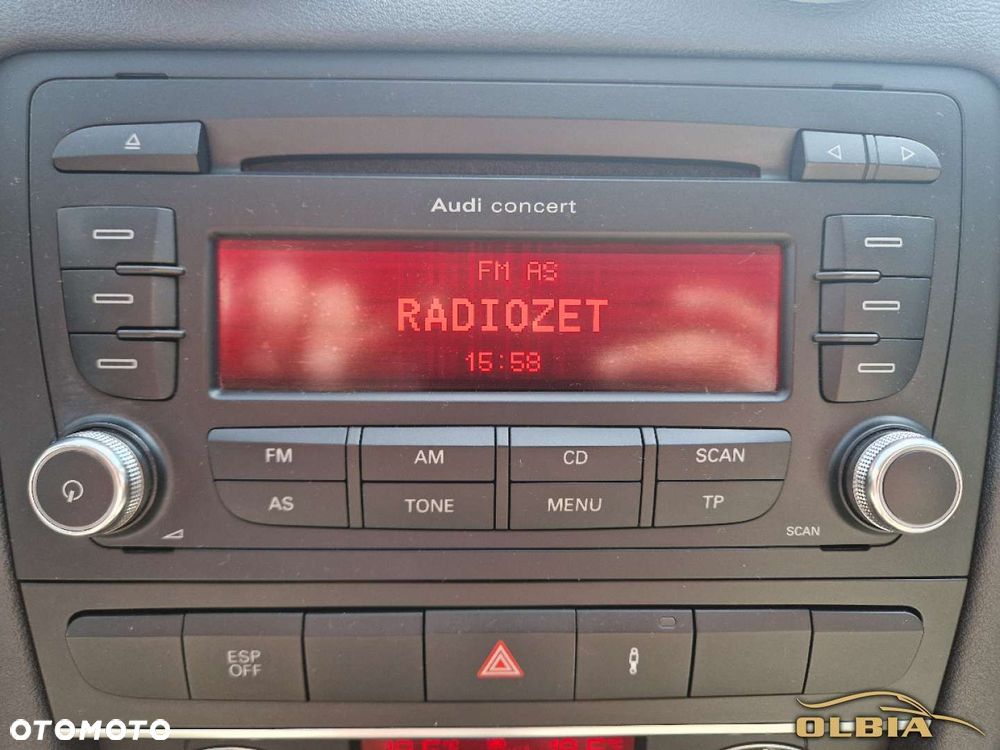 Audi concert
FM AS
RADIOZET
15:58
FM AM CD SCAN
AS TONE MENU TP
SCAN
ESP
OFF
OTOMOTO
OLBIA